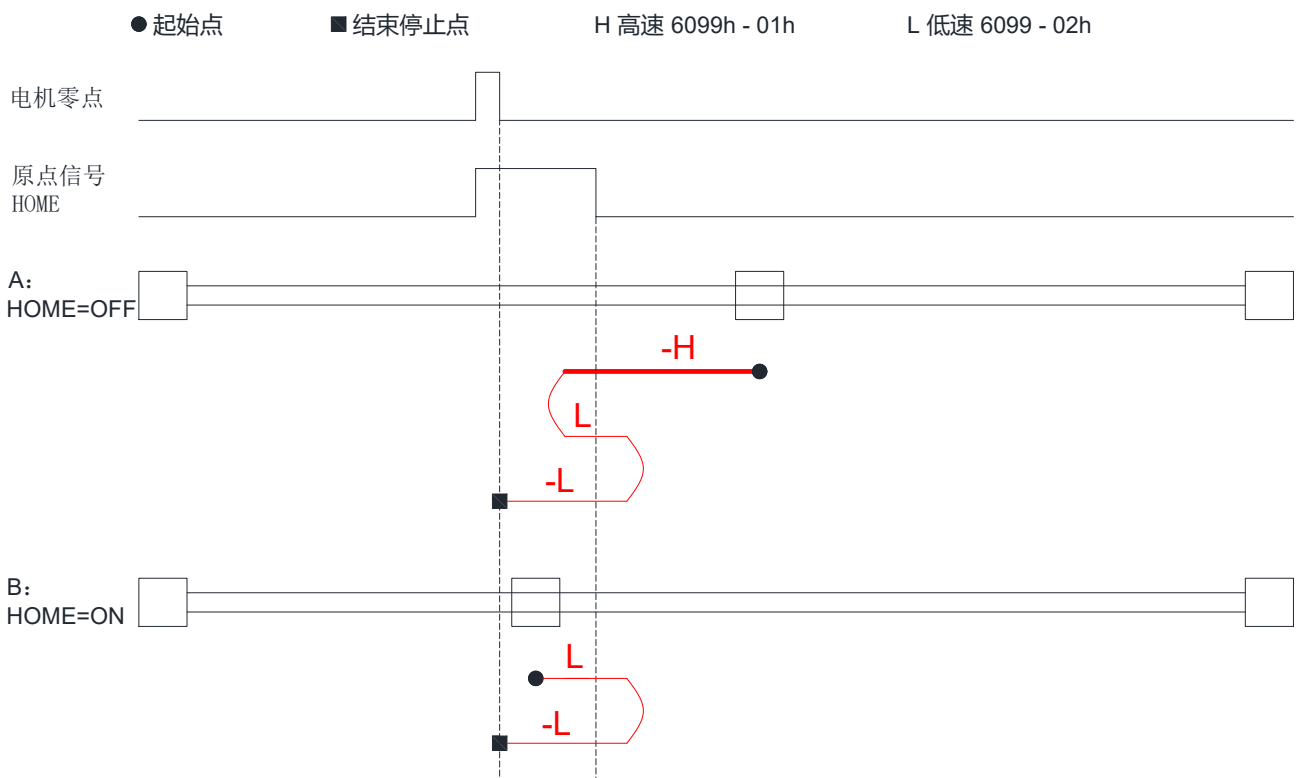 ● 起始点 ■ 结束停止点 H 高速 6099h - 01h L 低速 6099 - 02h
电机零点
原点信号
HOME
A：
HOME=OFF
-H
L
-L
B：
HOME=ON
L
-L